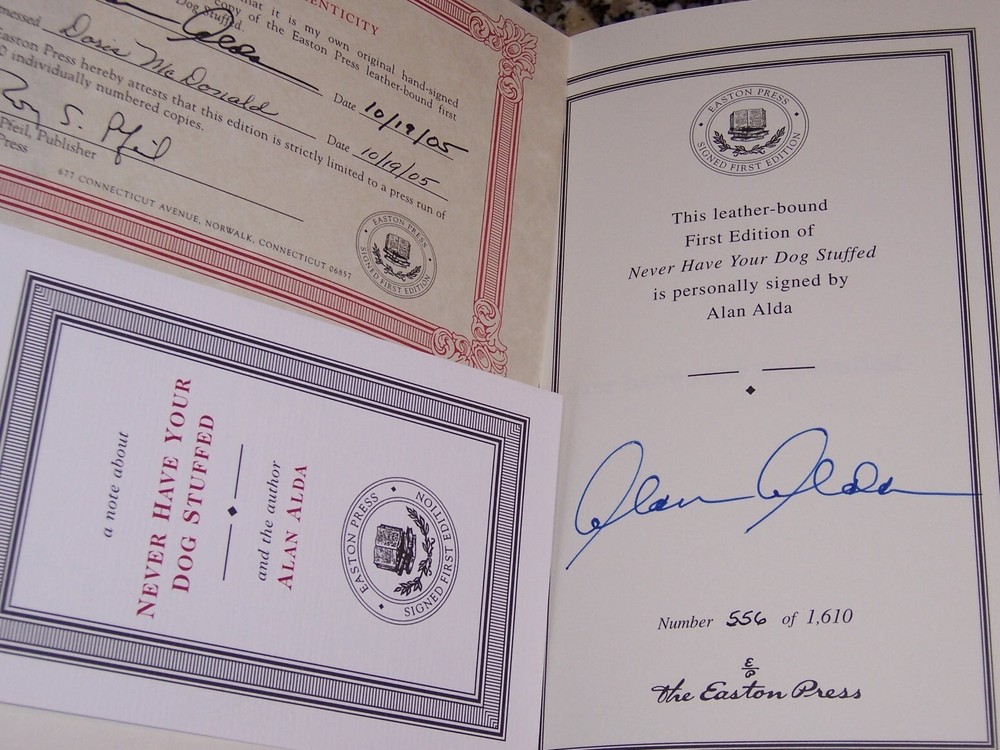 ENTICITY
that it is my own original hand-signed
copy of the Easton Press leather-bound first
Dog Stuffed.
Alda
Date 10/19/05
nessed Doris McDonald
Date 10/19/05
Easton Press hereby attests that this edition is strictly limited to a press run of
0 individually numbered copies.
S. Pfeil
Pfeil, Publisher
Press
677 CONNECTICUT AVENUE, NORWALK, CONNECTICUT 06857
EASTON PRESS
SIGNED FIRST EDITION
a note about
NEVER HAVE YOUR
DOG STUFFED
and the author
ALAN ALDA
EASTON PRESS
SIGNED FIRST EDITION
EASTON PRESS
SIGNED FIRST EDITION
This leather-bound
First Edition of
Never Have Your Dog Stuffed
is personally signed by
Alan Alda
Alan Alda
Number 556 of 1,610
E/P
the Easton Press